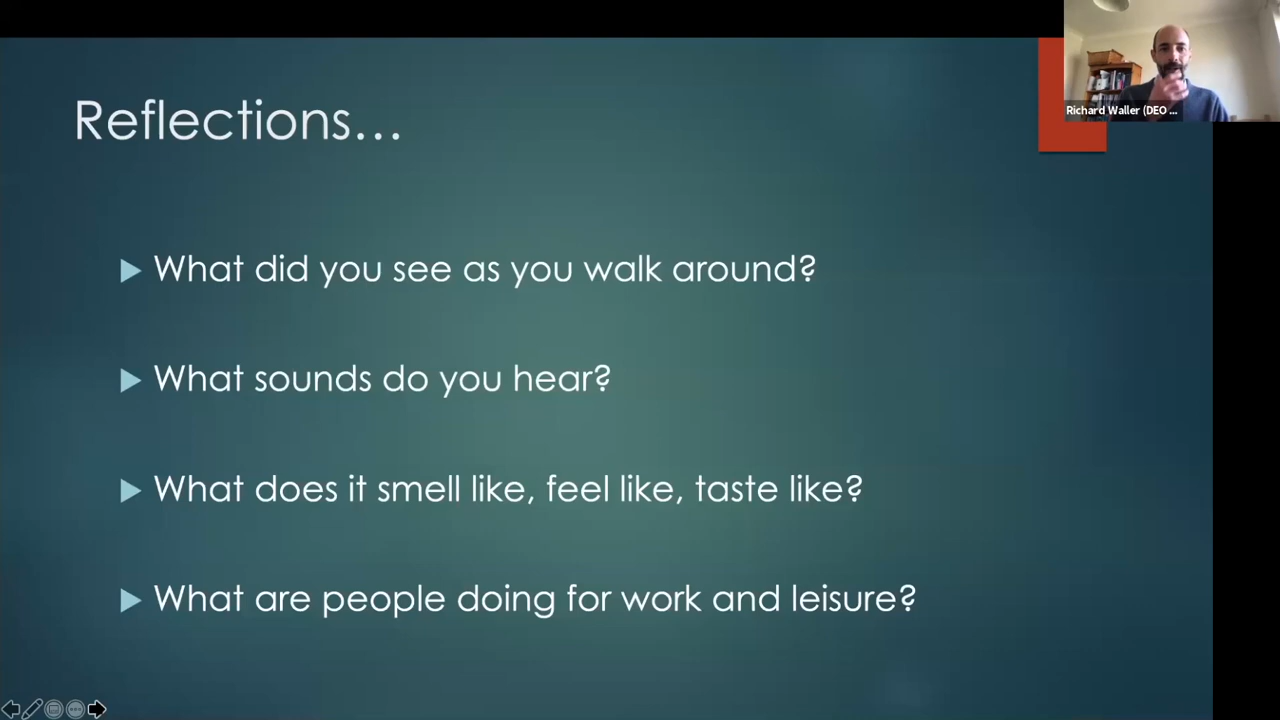 Reflections...
Richard Waller (DEO ...
What did you see as you walk around?
What sounds do you hear?
What does it smell like, feel like, taste like?
What are people doing for work and leisure?